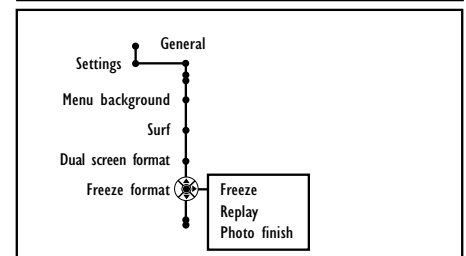 General
Settings
Menu background
Surf
Dual screen format
Freeze format
Freeze
Replay
Photo finish